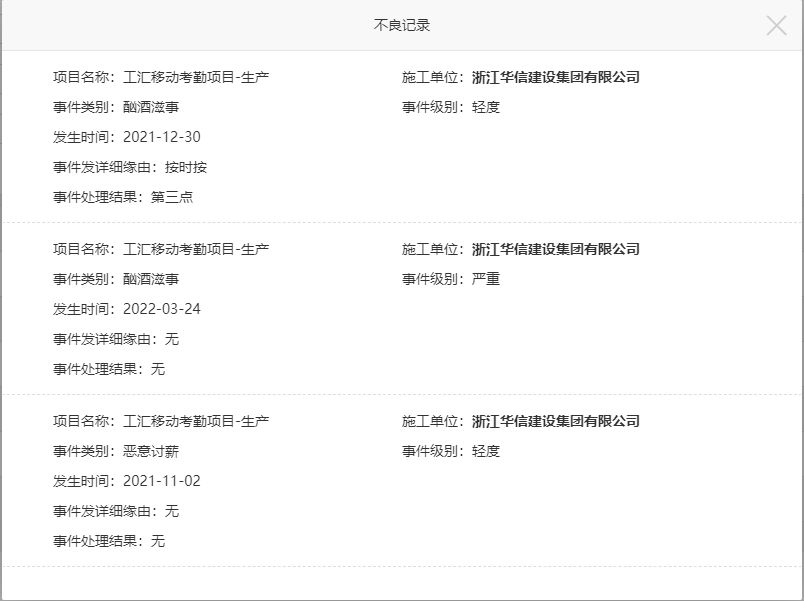 不良记录
项目名称：工汇移动考勤项目-生产 施工单位：浙江华信建设集团有限公司
事件类别：酗酒滋事 事件级别：轻度
发生时间：2021-12-30
事件发详细缘由：按时按
事件处理结果：第三点
项目名称：工汇移动考勤项目-生产 施工单位：浙江华信建设集团有限公司
事件类别：酗酒滋事 事件级别：严重
发生时间：2022-03-24
事件发详细缘由：无
事件处理结果：无
项目名称：工汇移动考勤项目-生产 施工单位：浙江华信建设集团有限公司
事件类别：恶意讨薪 事件级别：轻度
发生时间：2021-11-02
事件发详细缘由：无
事件处理结果：无